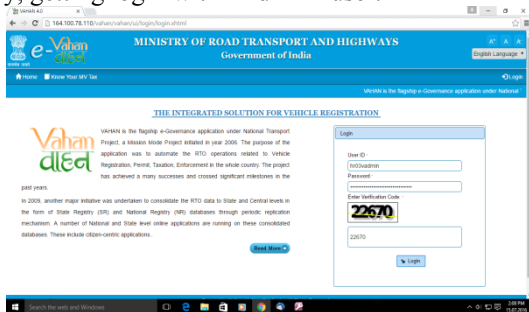 VAHAN 4.0
164.100.78.110/vahan/vahan/ui/login/login.xhtml
e-Vahan
MINISTRY OF ROAD TRANSPORT AND HIGHWAYS
Government of India
A+ A A-
English Language
Home Know Your MV Tax
Login
VAHAN is the flagship e-Governance application under National
THE INTEGRATED SOLUTION FOR VEHICLE REGISTRATION
Vahan
VAHAN is the flagship e-Governance application under National Transport
Project, a Mission Mode Project initiated in year 2006. The purpose of the
application was to automate the RTO operations related to Vehicle
Registration, Permit, Taxation, Enforcement in the whole country. The project
has achieved a many successes and crossed significant milestones in the
past years.
In 2009, another major initiative was undertaken to consolidate the RTO data to State and Central levels in
the form of State Registry (SR) and National Registry (NR) databases through periodic replication
mechanism. A number of National and State level online applications are running on these consolidated
databases. These include citizen-centric applications.
Read More
Login
User ID
hr03vadmin
Password
Enter Verification Code
22670
22670
Login
Search the web and Windows
2:08 PM